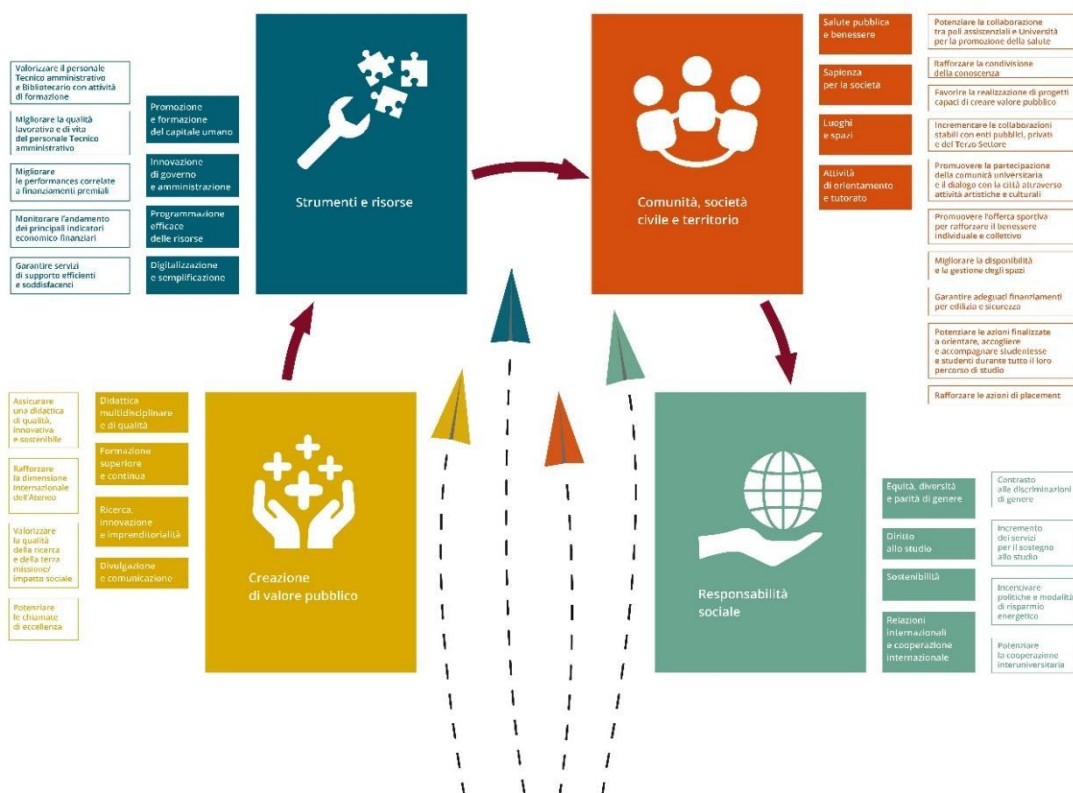 Valorizzare il personale
Tecnico amministrativo
e Bibliotecario con attività
di formazione
Migliorare la qualità
lavorativa e di vita
del personale Tecnico
amministrativo
Migliorare
le performances correlate
a finanziamenti premiali
Monitorare l'andamento
dei principali indicatori
economico finanziari
Garantire servizi
di supporto efficienti
e soddisfacenti
Promozione
e formazione
del capitale umano
Innovazione
di governo
e amministrazione
Programmazione
efficace
delle risorse
Digitalizzazione
e semplificazione
Strumenti e risorse
Comunità, società
civile e territorio
Salute pubblica
e benessere
Sapienza
per la società
Luoghi
e spazi
Attività
di orientamento
e tutorato
Potenziare la collaborazione
tra poli assistenziali e Università
per la promozione della salute
Rafforzare la condivisione
della conoscenza
Favorire la realizzazione di progetti
capaci di creare valore pubblico
Incrementare le collaborazioni
stabili con enti pubblici, privati
e del Terzo Settore
Promuovere la partecipazione
della comunità universitaria
e il dialogo con la città attraverso
attività artistiche e culturali
Promuovere l'offerta sportiva
per rafforzare il benessere
individuale e collettivo
Migliorare la disponibilità
e la gestione degli spazi
Garantire adeguati finanziamenti
per edilizia e sicurezza
Potenziare le azioni finalizzate
a orientare, accogliere
e accompagnare studentesse
e studenti durante tutto il loro
percorso di studio
Rafforzare le azioni di placement
Assicurare
una didattica
di qualità,
innovativa
e sostenibile
Rafforzare
la dimensione
internazionale
dell'Ateneo
Valorizzare
la qualità
della ricerca
e della terza
missione/
impatto sociale
Potenziare
le chiamate
di eccellenza
Didattica
multidisciplinare
e di qualità
Formazione
superiore
e continua
Ricerca,
innovazione
e imprenditorialità
Divulgazione
e comunicazione
Creazione
di valore pubblico
Responsabilità
sociale
Equità, diversità
e parità di genere
Diritto
allo studio
Sostenibilità
Relazioni
internazionali
e cooperazione
internazionale
Contrasto
alle discriminazioni
di genere
Incremento
dei servizi
per il sostegno
allo studio
Incentivare
politiche e modalità
di risparmio
energetico
Potenziare
la cooperazione
interuniversitaria